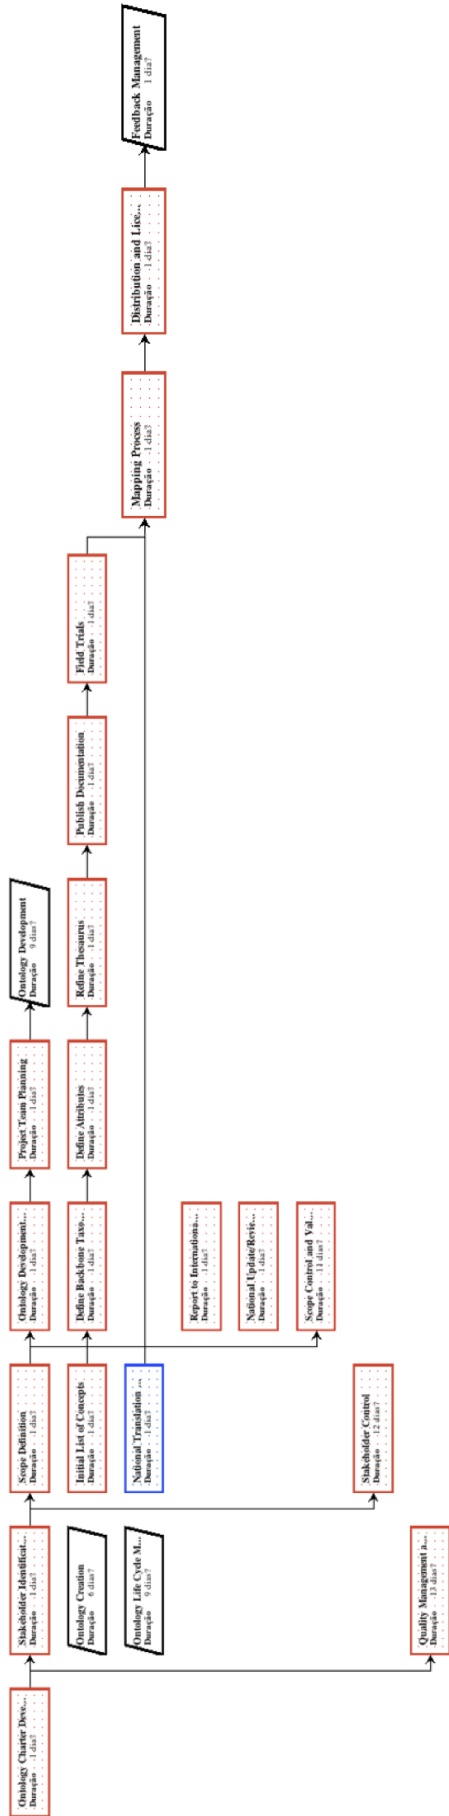 Ontology Charter Deve...
Duração 1 dia?
Stakeholder Identificat...
Duração 1 dia?
Scope Definition
Duração 1 dia?
Ontology Development...
Duração 1 dia?
Project Team Planning
Duração 1 dia?
Ontology Development
Duração 9 dias?
Ontology Creation
Duração 6 dias?
Initial List of Concepts
Duração 1 dia?
Define Backbone Taxo...
Duração 1 dia?
Define Attributes
Duração 1 dia?
Refine Thesaurus
Duração 1 dia?
Publish Documentation
Duração 1 dia?
Field Trials
Duração 1 dia?
Ontology Life Cycle M...
Duração 9 dias?
National Translation ...
Duração 1 dia?
Mapping Process
Duração 1 dia?
Distribution and Lice...
Duração 1 dia?
Feedback Management
Duração 1 dia?
Report to Internationa...
Duração 1 dia?
National Update/Revie...
Duração 1 dia?
Scope Control and Val...
Duração 11 dias?
Stakeholder Control
Duração 12 dias?
Quality Management a...
Duração 13 dias?